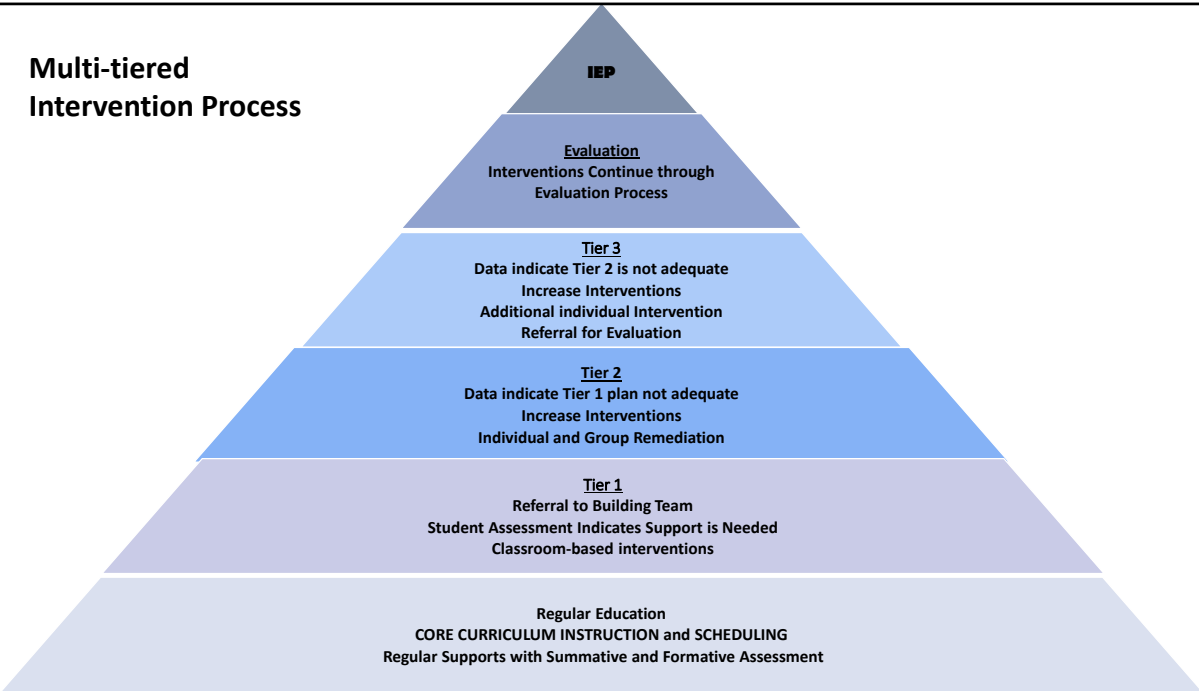 Multi-tiered
Intervention Process
IEP
Evaluation
Interventions Continue through
Evaluation Process
Tier 3
Data indicate Tier 2 is not adequate
Increase Interventions
Additional individual Intervention
Referral for Evaluation
Tier 2
Data indicate Tier 1 plan not adequate
Increase Interventions
Individual and Group Remediation
Tier 1
Referral to Building Team
Student Assessment Indicates Support is Needed
Classroom-based interventions
Regular Education
CORE CURRICULUM INSTRUCTION and SCHEDULING
Regular Supports with Summative and Formative Assessment